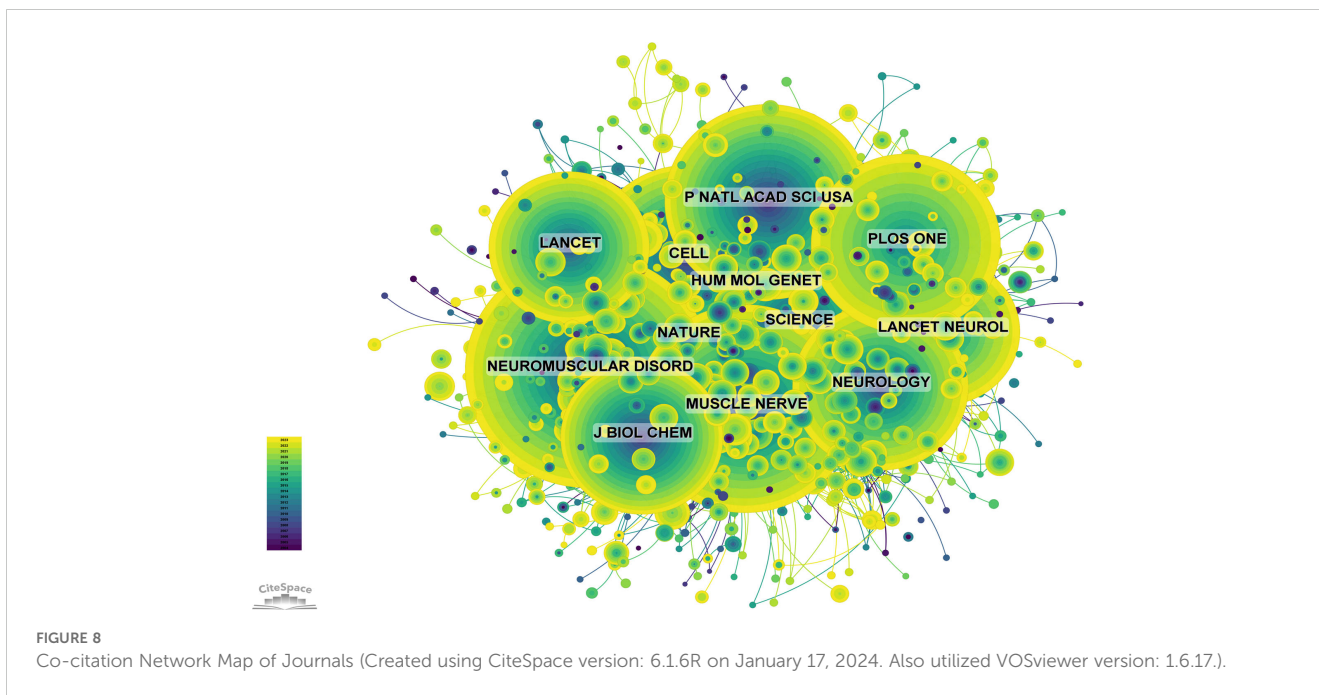 P NATL ACAD SCI USA
LANCET
PLOS ONE
CELL
HUM MOL GENET
SCIENCE
LANCET NEUROL
NATURE
NEUROMUSCULAR DISORD
NEUROLOGY
MUSCLE NERVE
J BIOL CHEM
CiteSpace
FIGURE 8
Co-citation Network Map of Journals (Created using CiteSpace version: 6.1.6R on January 17, 2024. Also utilized VOSviewer version: 1.6.17.).